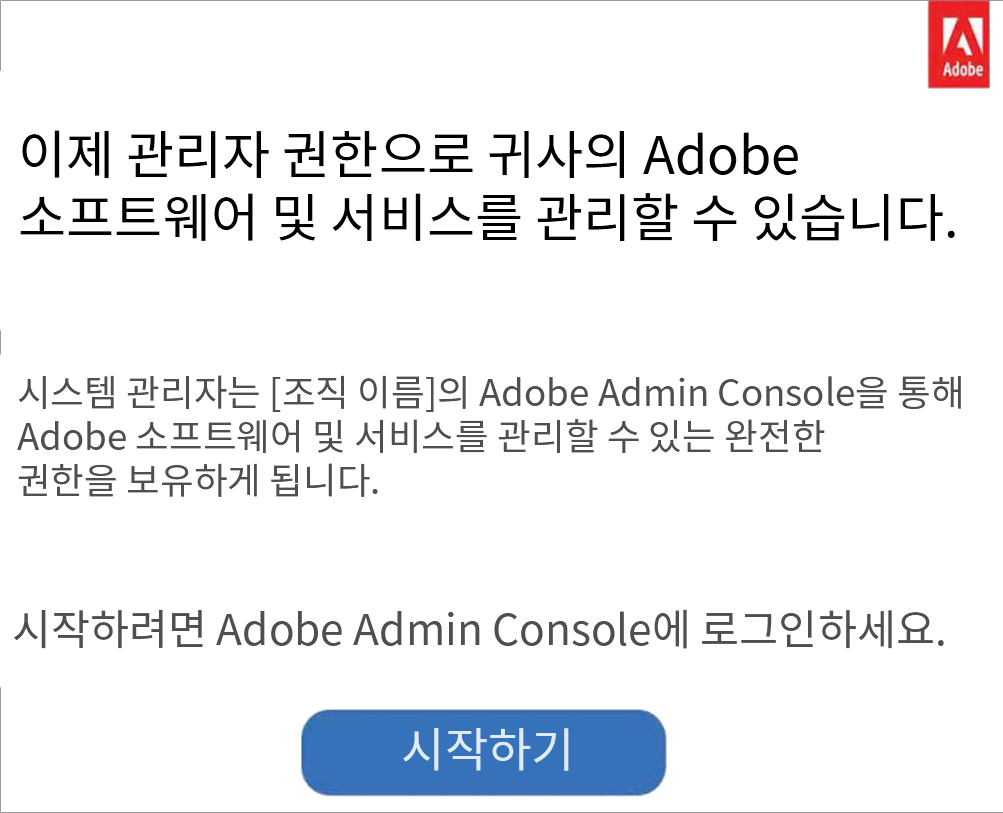 Adobe
이제 관리자 권한으로 귀사의 Adobe
소프트웨어 및 서비스를 관리할 수 있습니다.
시스템 관리자는 [조직 이름]의 Adobe Admin Console을 통해
Adobe 소프트웨어 및 서비스를 관리할 수 있는 완전한
권한을 보유하게 됩니다.
시작하려면 Adobe Admin Console에 로그인하세요.
시작하기